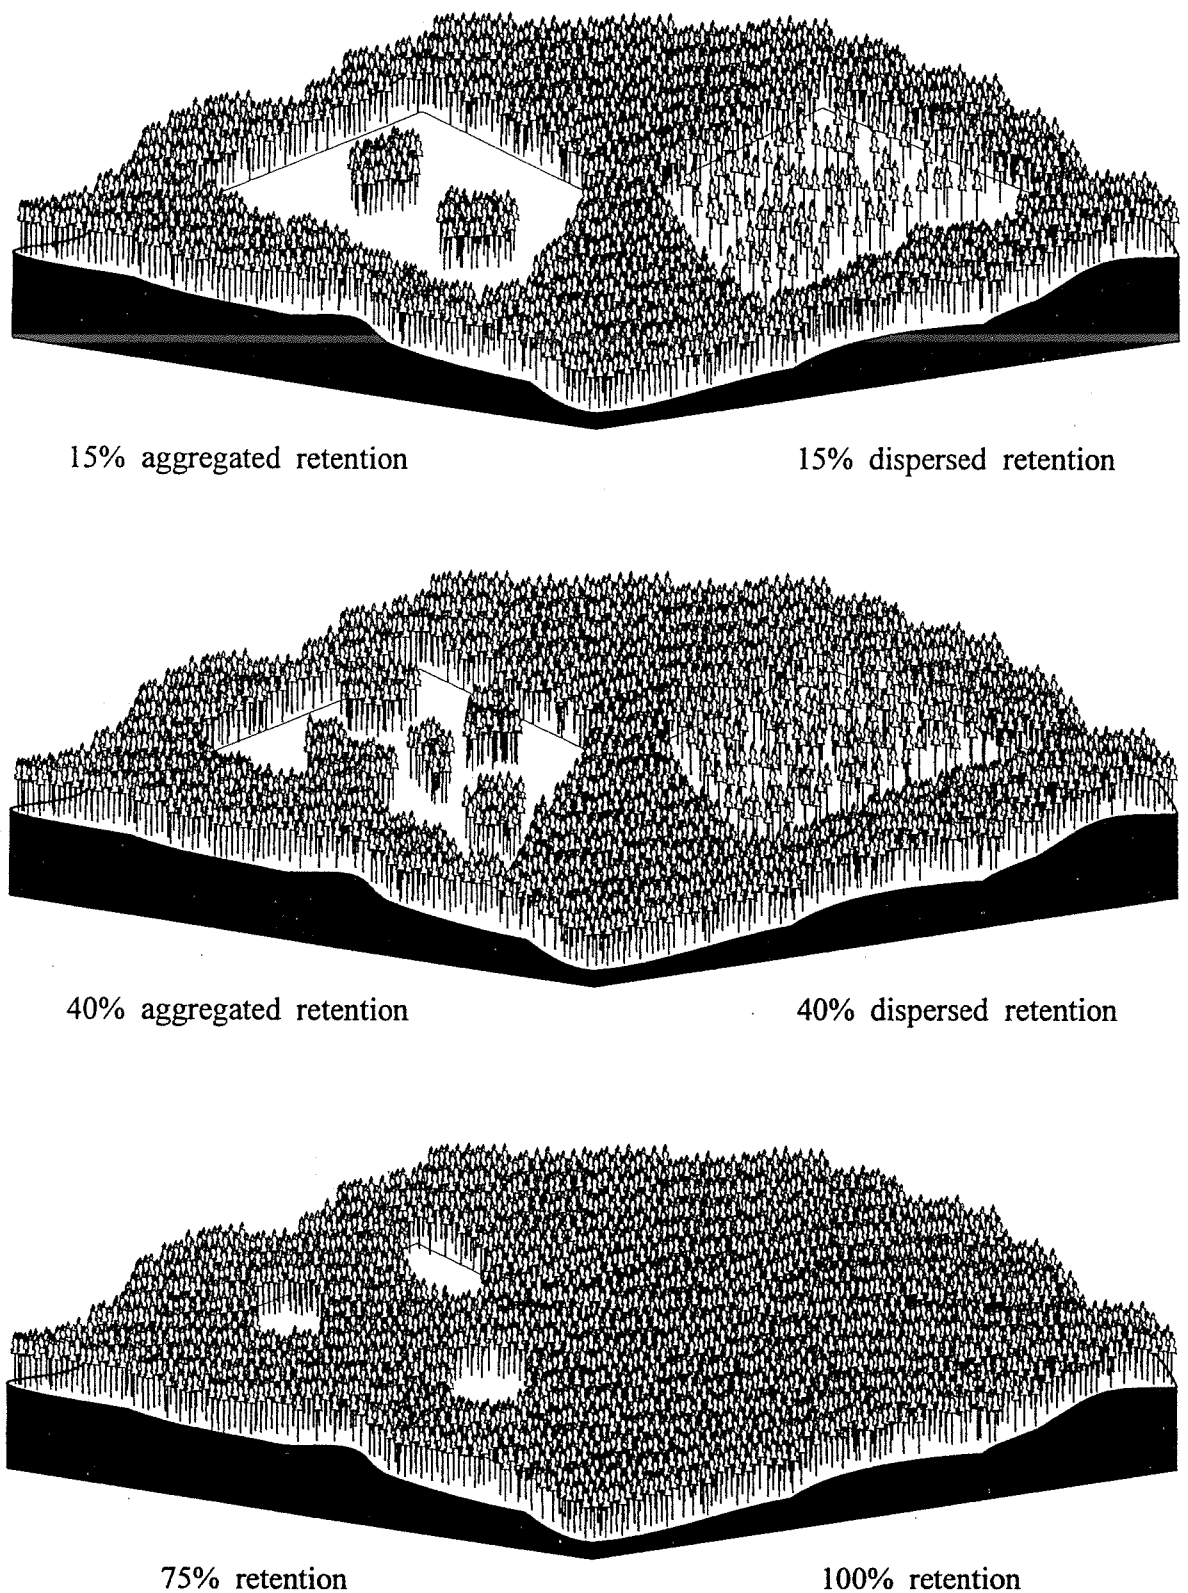 15% aggregated retention
15% dispersed retention
40% aggregated retention
40% dispersed retention
75% retention
100% retention